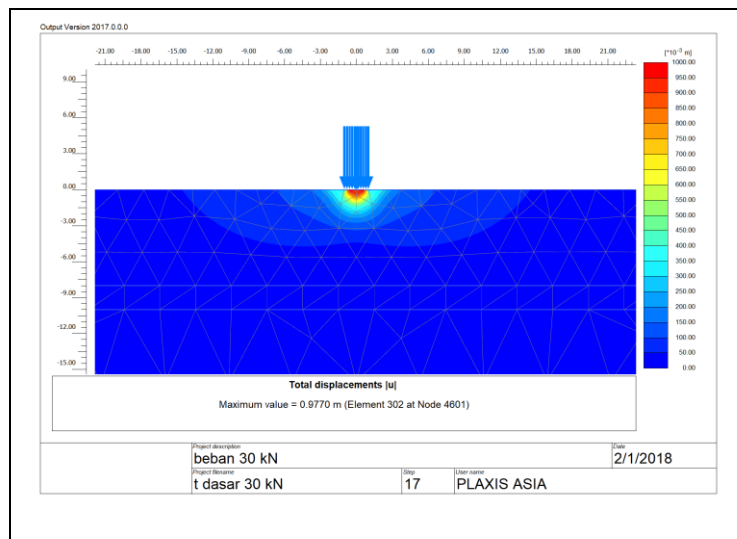 Output Version 2017.0.0.0
-21.00 -18.00 -15.00 -12.00 -9.00 -6.00 -3.00 0.00 3.00 6.00 9.00 12.00 15.00 18.00 21.00
[*10⁻³ m]
1000.00
950.00
900.00
850.00
800.00
750.00
700.00
650.00
600.00
550.00
500.00
450.00
400.00
350.00
300.00
250.00
200.00
150.00
100.00
50.00
0.00
9.00
6.00
3.00
0.00
-3.00
-6.00
-9.00
-12.00
-15.00
Total displacements |u|
Maximum value = 0.9770 m (Element 302 at Node 4601)
Project description
beban 30 kN
Date
2/1/2018
Project filename
t dasar 30 kN
Step
17
User name
PLAXIS ASIA